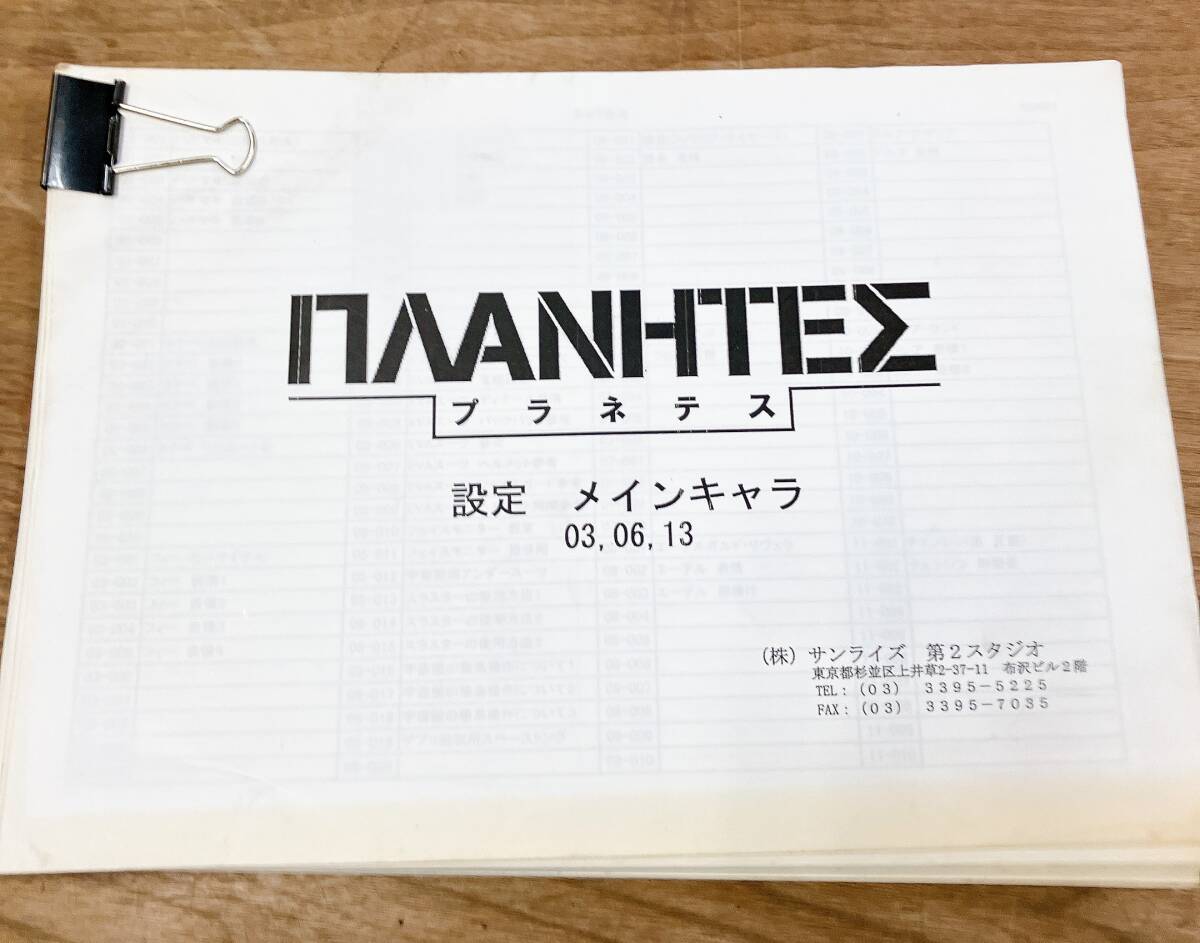 ΠΛΑΝΗΤΕΣ
プラネテス
設定　メインキャラ
03,06,13
(株) サンライズ　第２スタジオ
東京都杉並区上井草2-37-11　布沢ビル２階
TEL：(０３)　３３９５－５２２５
FAX：(０３)　３３９５－７０３５